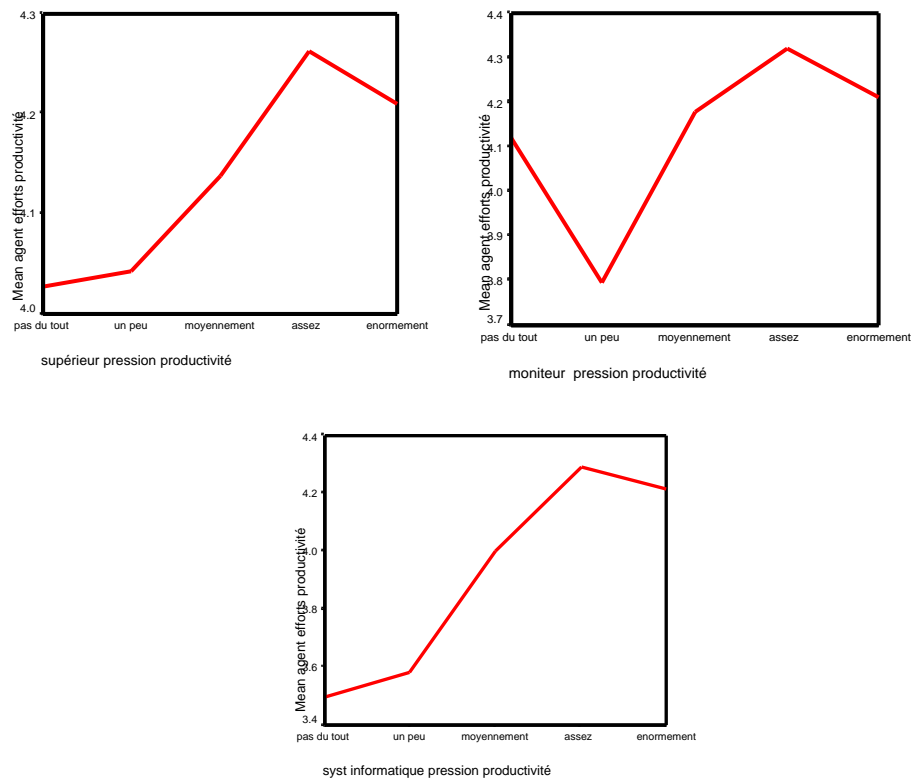 4.3
4.2
4.1
4.0
Mean agent efforts productivité
pas du tout un peu moyennement assez enormement
supérieur pression productivité
4.4
4.3
4.2
4.1
4.0
3.9
3.8
3.7
Mean agent efforts productivité
pas du tout un peu moyennement assez enormement
moniteur pression productivité
4.4
4.2
4.0
3.8
3.6
3.4
Mean agent efforts productivité
pas du tout un peu moyennement assez enormement
syst informatique pression productivité